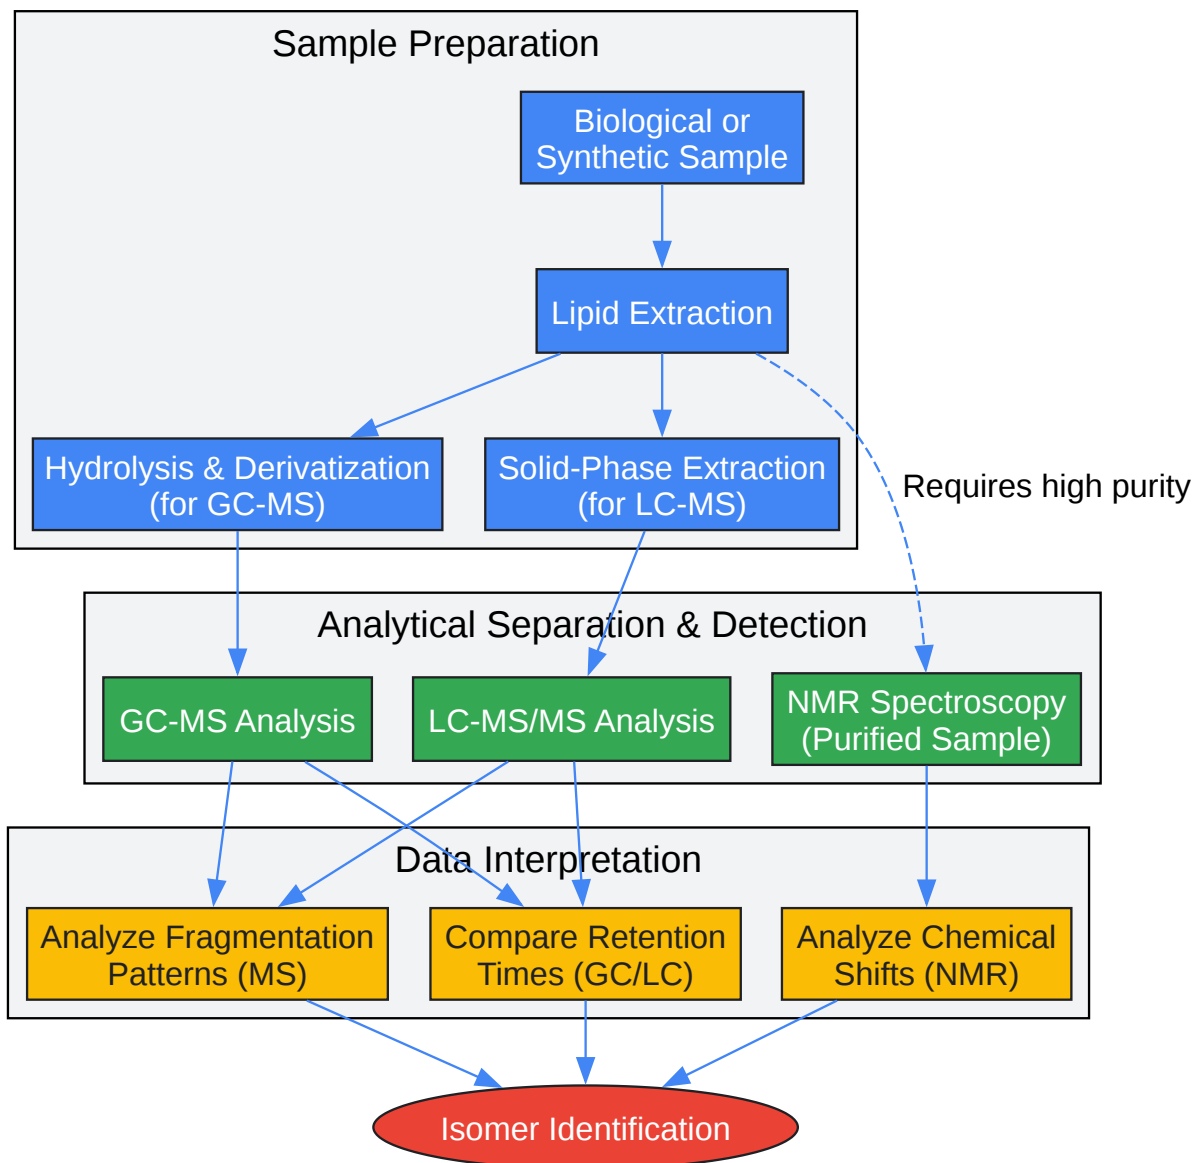 Sample Preparation
Biological or
Synthetic Sample
Lipid Extraction
Hydrolysis & Derivatization
(for GC-MS)
Solid-Phase Extraction
(for LC-MS)
Requires high purity
Analytical Separation & Detection
GC-MS Analysis
LC-MS/MS Analysis
NMR Spectroscopy
(Purified Sample)
Data Interpretation
Analyze Fragmentation
Patterns (MS)
Compare Retention
Times (GC/LC)
Analyze Chemical
Shifts (NMR)
Isomer Identification